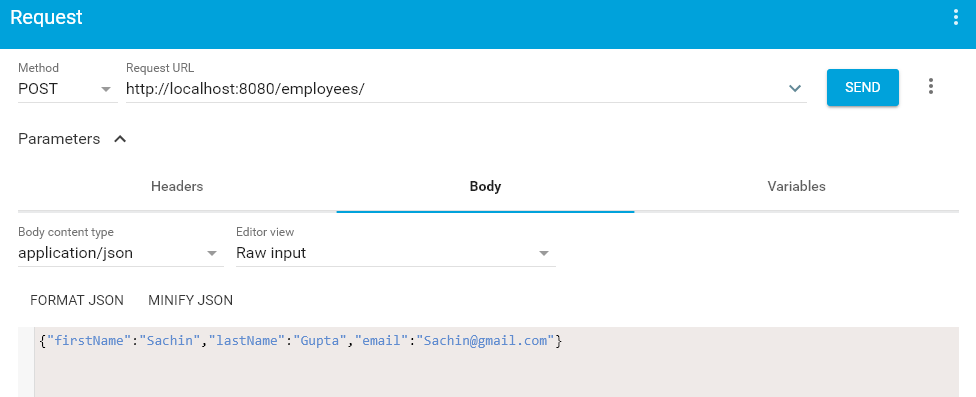 Request
Method
Request URL
POST
http://localhost:8080/employees/
SEND
Parameters
Headers
Body
Variables
Body content type
Editor view
application/json
Raw input
FORMAT JSON
MINIFY JSON
{"firstName":"Sachin","lastName":"Gupta","email":"Sachin@gmail.com"}